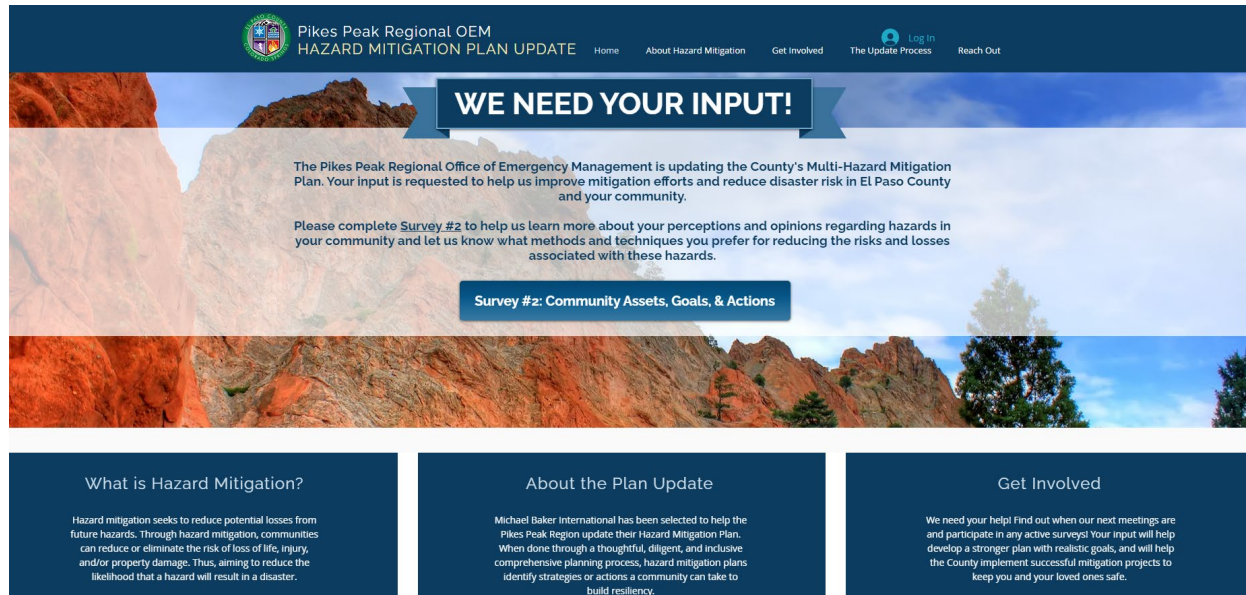 Pikes Peak Regional OEM
HAZARD MITIGATION PLAN UPDATE
Home
About Hazard Mitigation
Get Involved
The Update Process
Reach Out
Log In
WE NEED YOUR INPUT!
The Pikes Peak Regional Office of Emergency Management is updating the County's Multi-Hazard Mitigation
Plan. Your input is requested to help us improve mitigation efforts and reduce disaster risk in El Paso County
and your community.
Please complete Survey #2 to help us learn more about your perceptions and opinions regarding hazards in
your community and let us know what methods and techniques you prefer for reducing the risks and losses
associated with these hazards.
Survey #2: Community Assets, Goals, & Actions
What is Hazard Mitigation?
Hazard mitigation seeks to reduce potential losses from
future hazards. Through hazard mitigation, communities
can reduce or eliminate the risk of loss of life, injury,
and/or property damage. Thus, aiming to reduce the
likelihood that a hazard will result in a disaster.
About the Plan Update
Michael Baker International has been selected to help the
Pikes Peak Region update their Hazard Mitigation Plan.
When done through a thoughtful, diligent, and inclusive
comprehensive planning process, hazard mitigation plans
identify strategies or actions a community can take to
build resiliency.
Get Involved
We need your help! Find out when our next meetings are
and participate in any active surveys! Your input will help
develop a stronger plan with realistic goals, and will help
the County implement successful mitigation projects to
keep you and your loved ones safe.